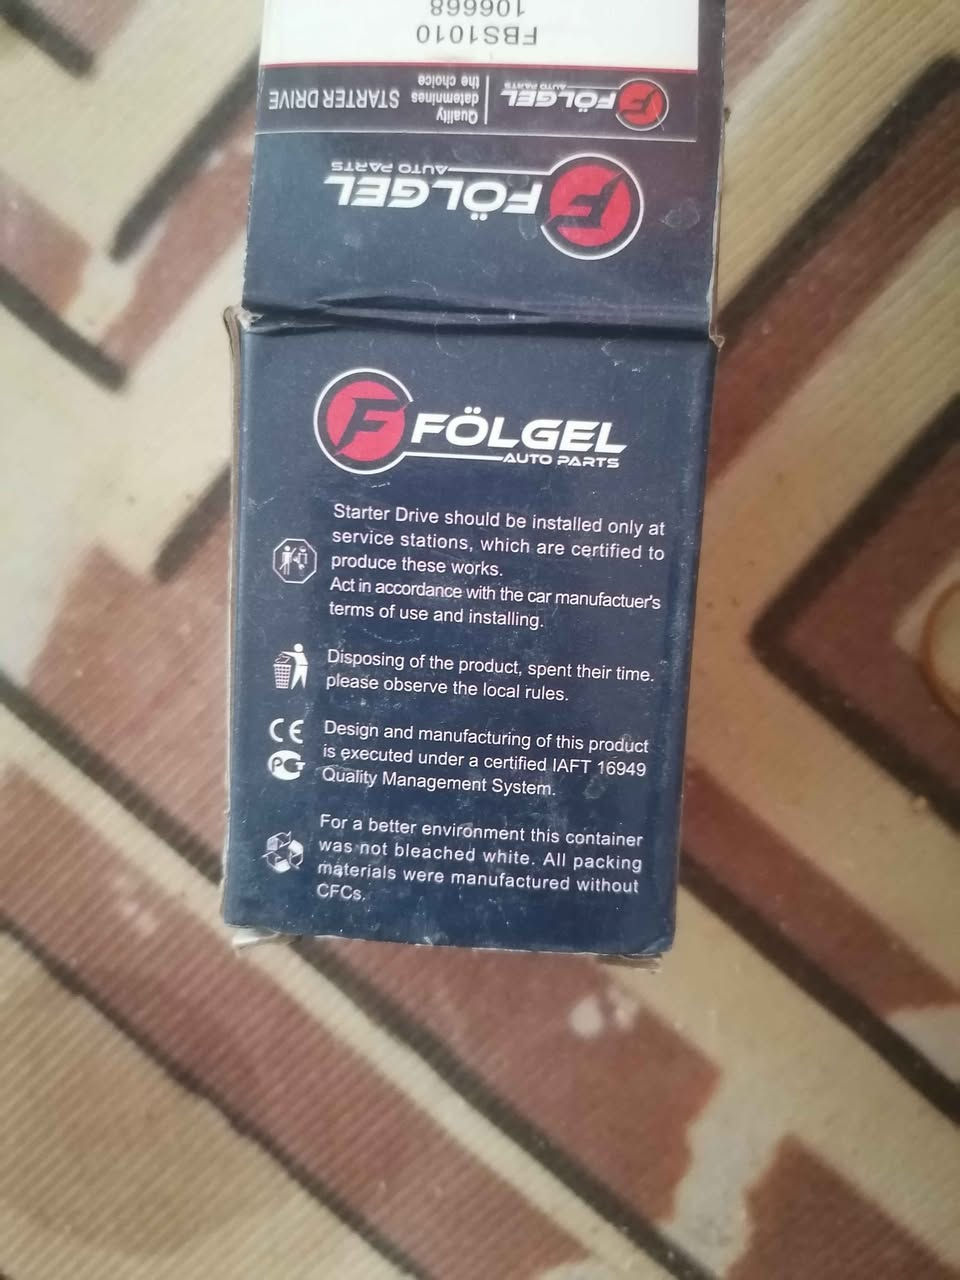 106668
FBS1010
FÖLGEL
AUTO PARTS
Quality
datermines
the choice
STARTER DRIVE
FÖLGEL
AUTO PARTS
F FÖLGEL
AUTO PARTS
Starter Drive should be installed only at
service stations, which are certified to
produce these works.
Act in accordance with the car manufactuer's
terms of use and installing.
Disposing of the product, spent their time.
please observe the local rules.
CE
Design and manufacturing of this product
is executed under a certified IAFT 16949
Quality Management System.
For a better environment this container
was not bleached white. All packing
materials were manufactured without
CFCs.